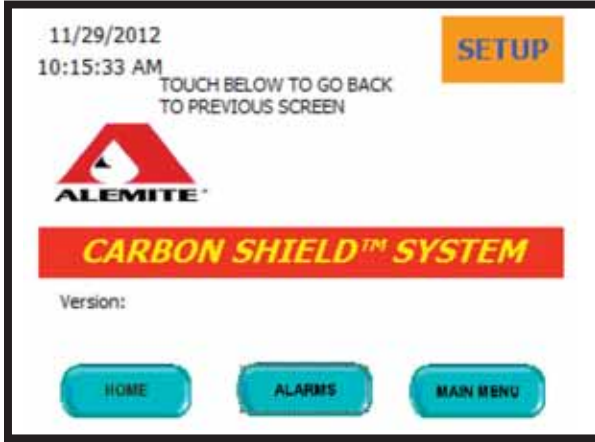 11/29/2012
SETUP
10:15:33 AM
TOUCH BELOW TO GO BACK
TO PREVIOUS SCREEN
ALEMITE
CARBON SHIELD™ SYSTEM
Version:
HOME
ALARMS
MAIN MENU